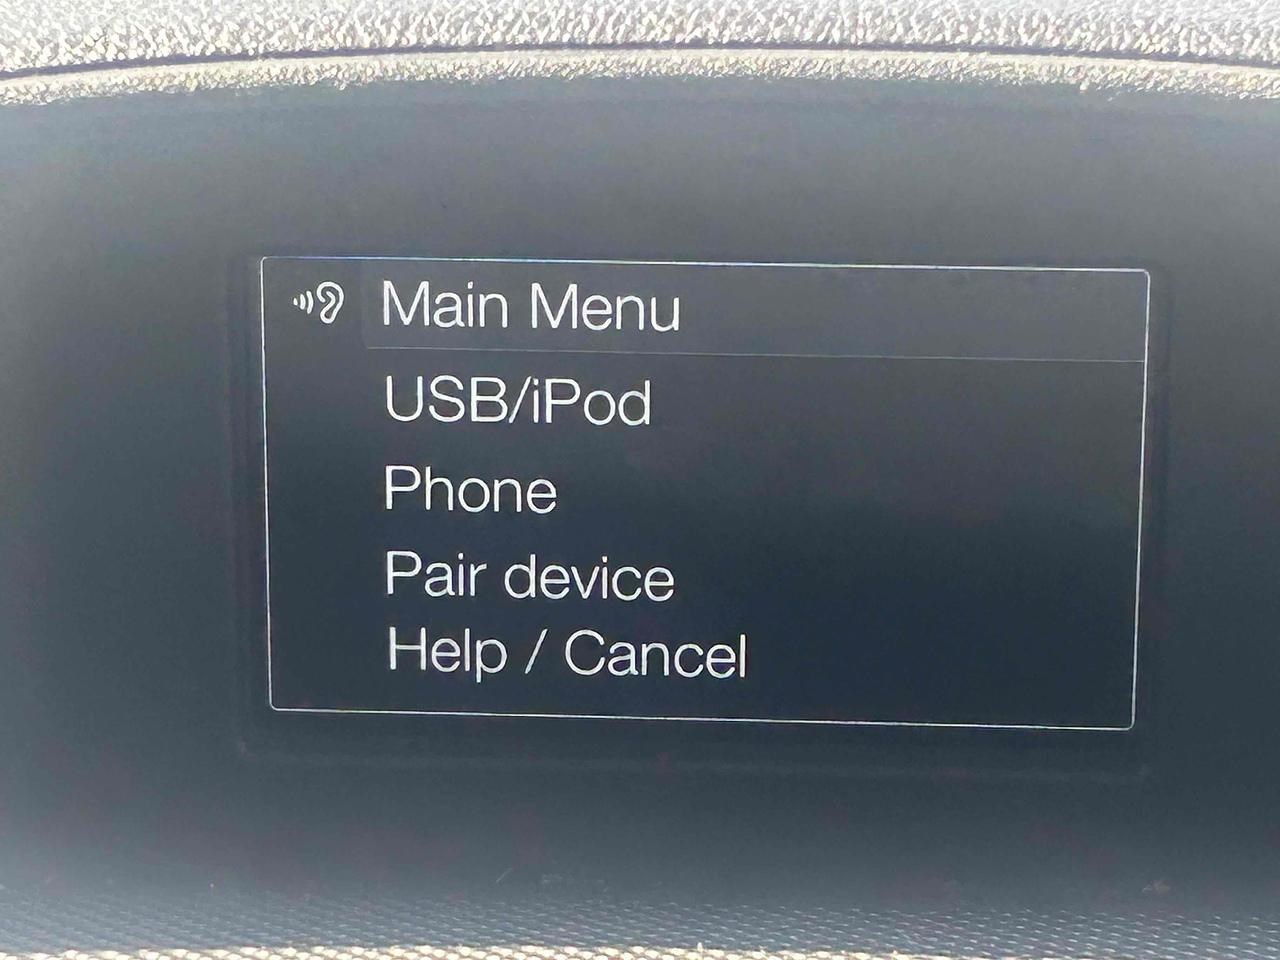 Main Menu
USB/iPod
Phone
Pair device
Help / Cancel